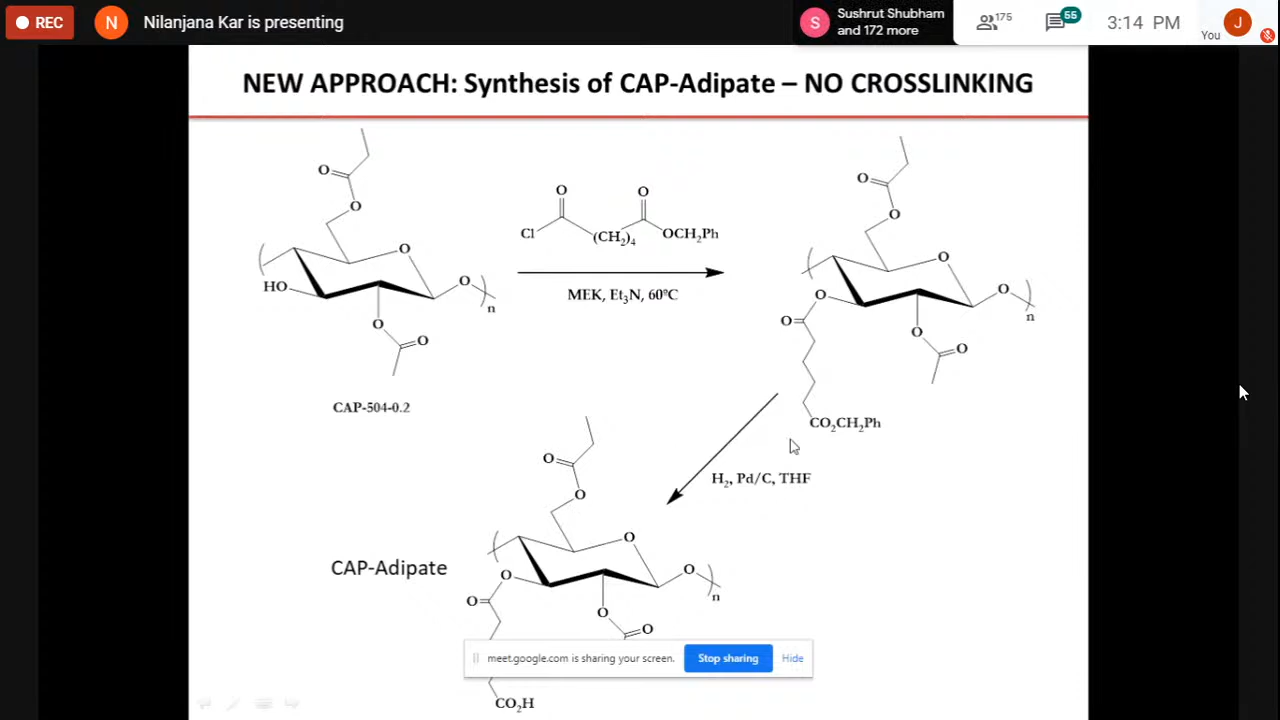 REC
N
Nilanjana Kar is presenting
S
Sushrut Shubham
and 172 more
175
55
3:14 PM
You
J
NEW APPROACH: Synthesis of CAP-Adipate – NO CROSSLINKING
O
O
O
HO
O
n
O
O
CAP-504-0.2
O
O
Cl
(CH₂)₄
OCH₂Ph
MEK, Et₃N, 60°C
O
O
O
O
O
n
O
O
O
CO₂CH₂Ph
H₂, Pd/C, THF
O
O
O
CAP-Adipate
O
O
n
O
O
O
meet.google.com is sharing your screen.
Stop sharing
Hide
CO₂H